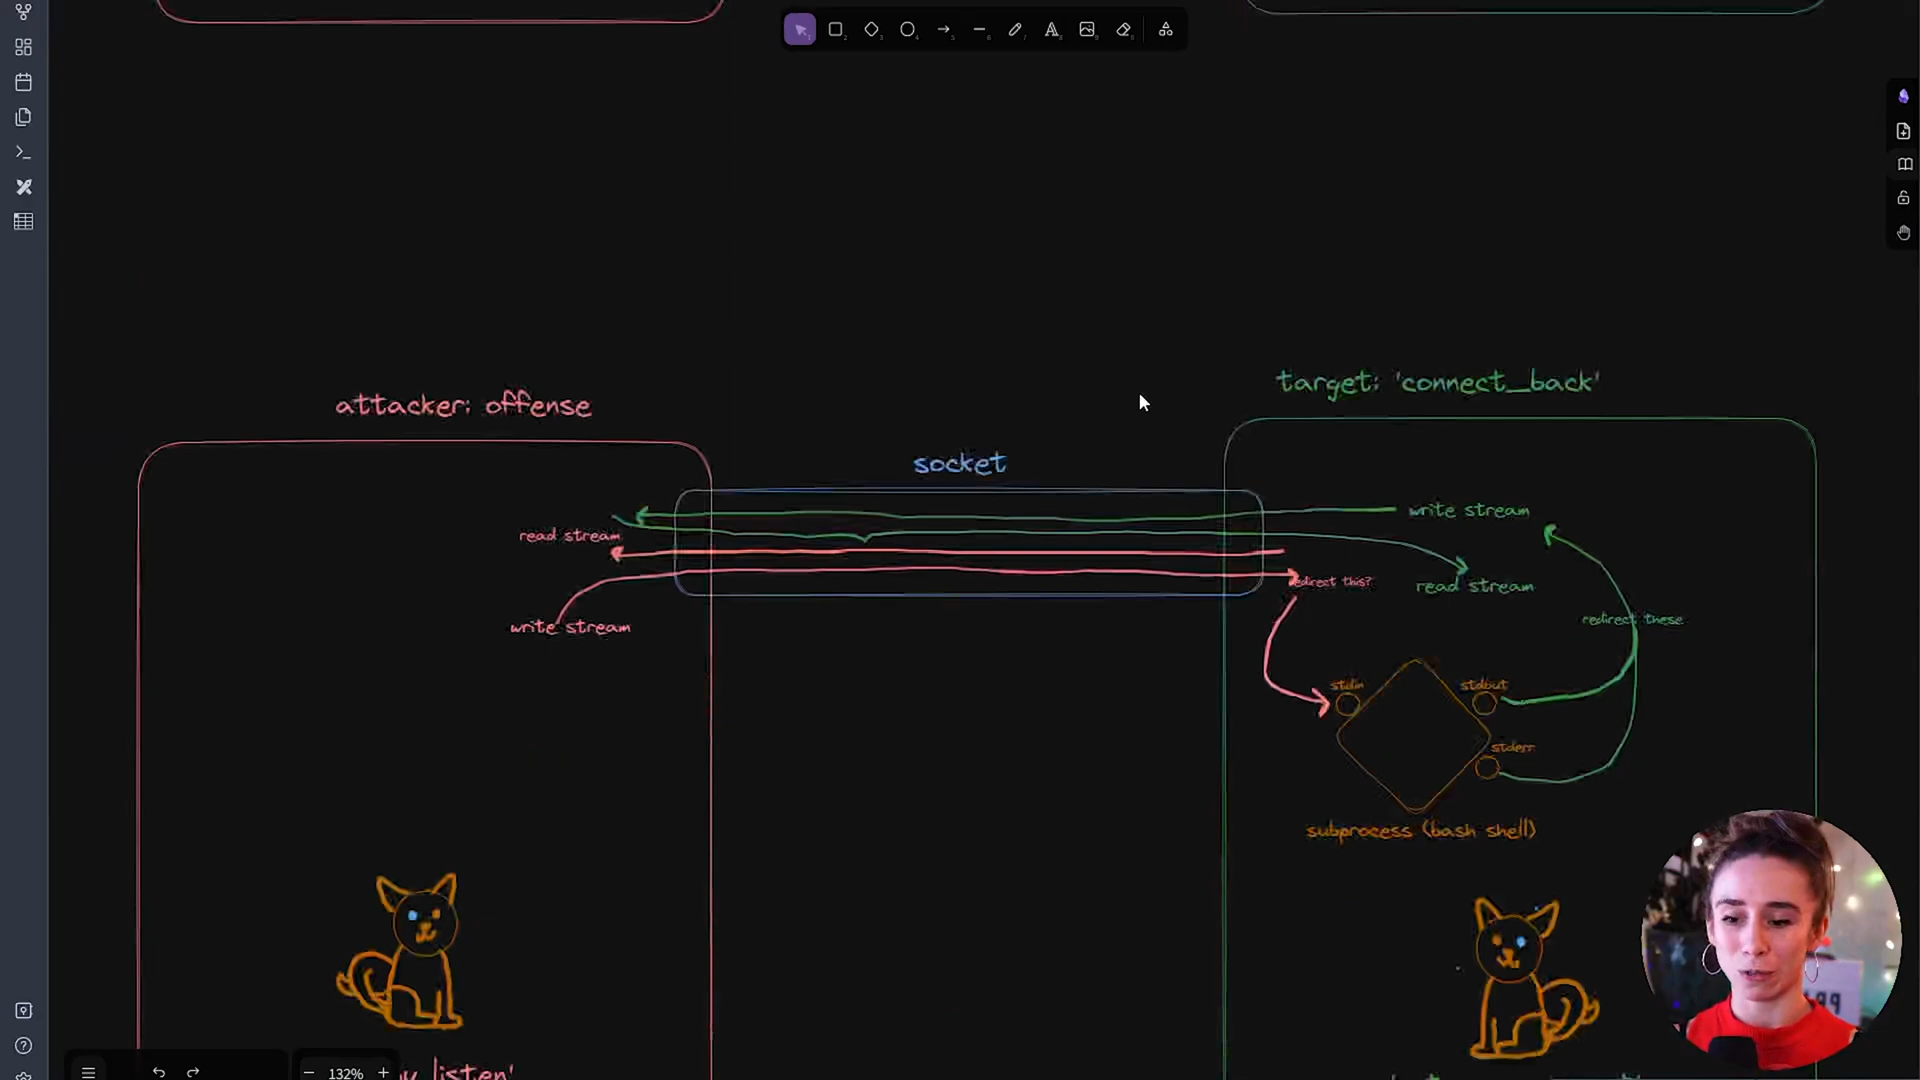 attacker: offense
target: 'connect_back'
socket
read stream
write stream
write stream
redirect this?
read stream
redirect these
stdin
stdout
stderr
subprocess (bash shell)
listen'
132%